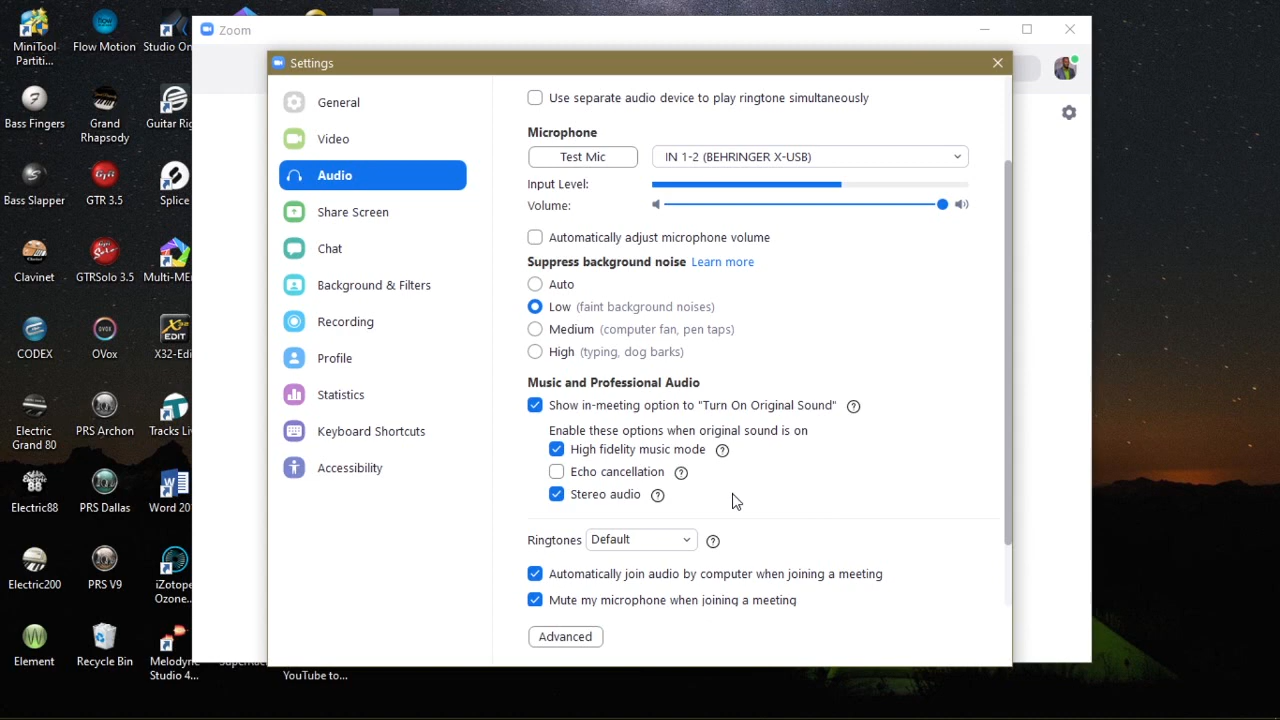 Zoom
Settings
MiniTool
Partiti...
Flow Motion
Studio On
Bass Fingers
Grand
Rhapsody
Guitar Rig
Bass Slapper
GTR 3.5
Splice
Clavinet
GTRSolo 3.5
Multi-ME
CODEX
OVox
X32-Edi
X32
EDIT
Electric
Grand 80
PRS Archon
Tracks Liv
Electric88
PRS Dallas
Word 20
Electric200
PRS V9
iZotope
Ozone...
Element
Recycle Bin
Melodyne
Studio 4...
YouTube to...
General
Video
Audio
Share Screen
Chat
Background & Filters
Recording
Profile
Statistics
Keyboard Shortcuts
Accessibility
Use separate audio device to play ringtone simultaneously
Microphone
Test Mic
IN 1-2 (BEHRINGER X-USB)
Input Level:
Volume:
Automatically adjust microphone volume
Suppress background noise Learn more
Auto
Low (faint background noises)
Medium (computer fan, pen taps)
High (typing, dog barks)
Music and Professional Audio
Show in-meeting option to "Turn On Original Sound"
Enable these options when original sound is on
High fidelity music mode
Echo cancellation
Stereo audio
Ringtones Default
Automatically join audio by computer when joining a meeting
Mute my microphone when joining a meeting
Advanced